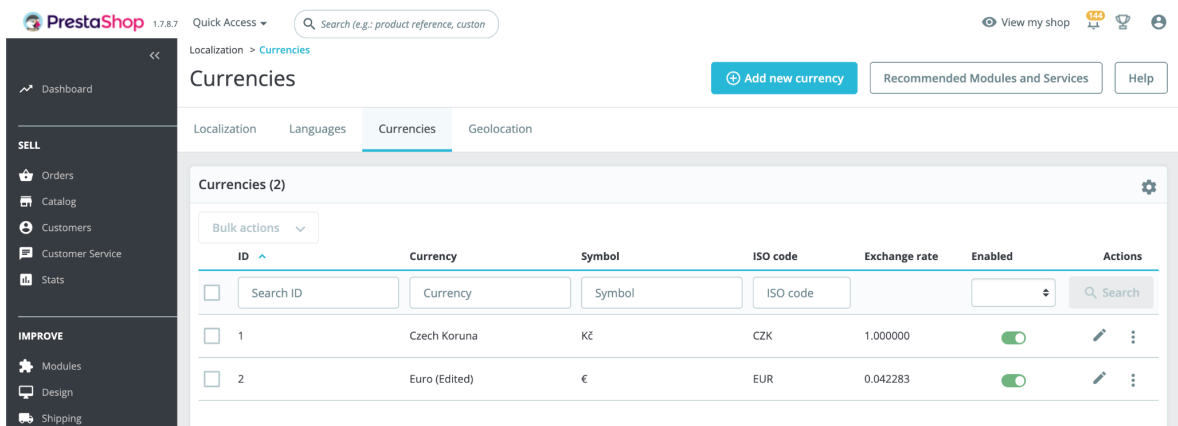 PrestaShop 1.7.8.7 Quick Access Search (e.g.: product reference, custon View my shop 144
Localization > Currencies
Currencies Add new currency Recommended Modules and Services Help
Dashboard
Localization Languages Currencies Geolocation
SELL
Orders
Catalog
Customers
Customer Service
Stats
IMPROVE
Modules
Design
Shipping
Currencies (2)
Bulk actions
ID Currency Symbol ISO code Exchange rate Enabled Actions
Search ID Currency Symbol ISO code Search
1 Czech Koruna Kč CZK 1.000000
2 Euro (Edited) € EUR 0.042283